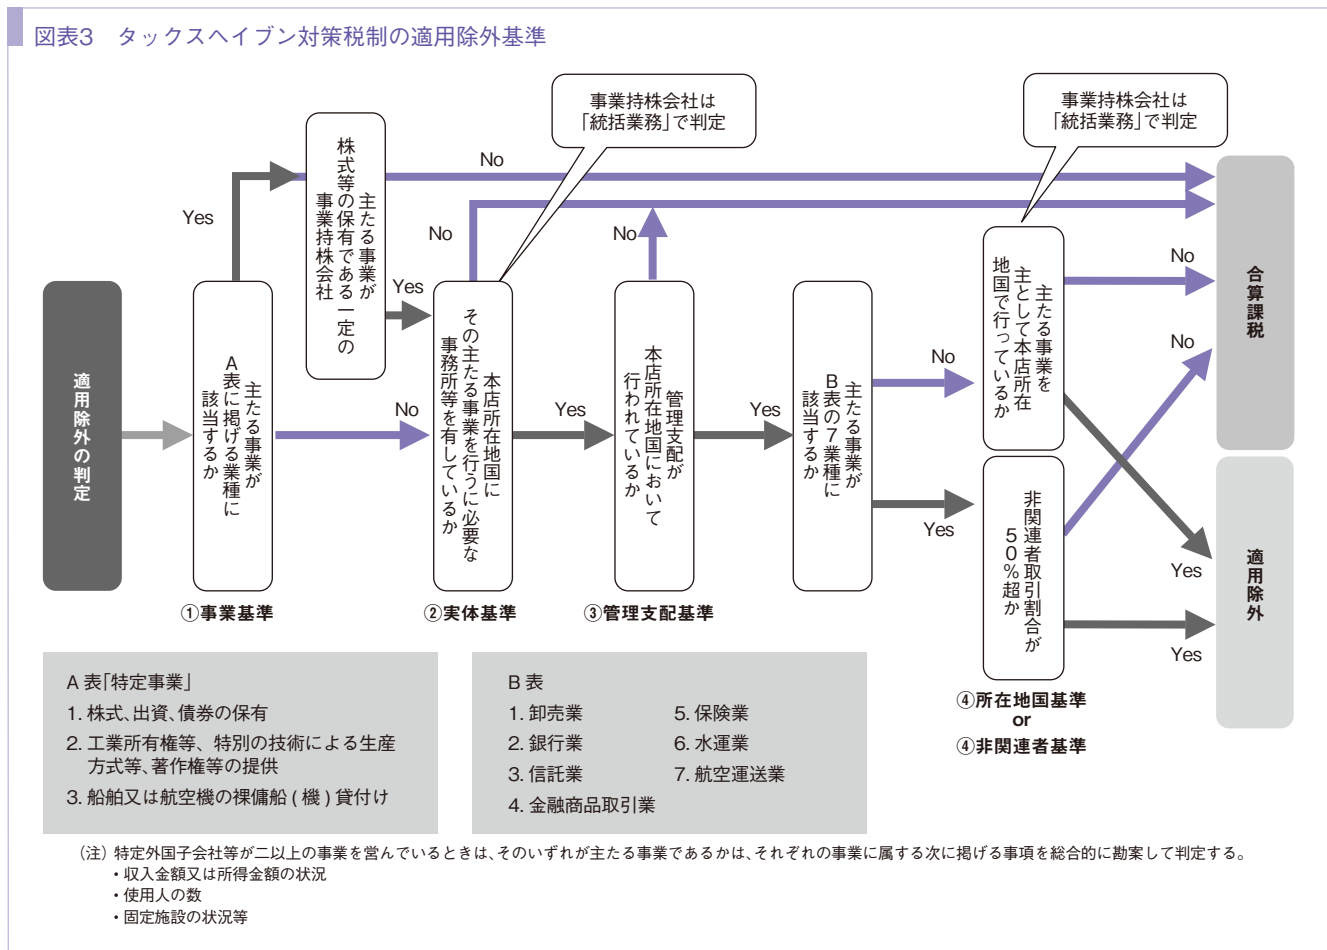 図表3　タックスヘイブン対策税制の適用除外基準
事業持株会社は
「統括業務」で判定
事業持株会社は
「統括業務」で判定
適用除外の判定
主たる事業が
A表に掲げる業種に
該当するか
①事業基準
Yes
No
主たる事業が
株式等の保有である一定の
事業持株会社
No
Yes
本店所在地国に
その主たる事業を行うに必要な
事務所等を有しているか
②実体基準
No
Yes
管理支配が
本店所在地国において
行われているか
③管理支配基準
No
Yes
主たる事業が
B表の7業種に
該当するか
No
Yes
主たる事業を
主として本店所在
地国で行っているか
No
Yes
非関連者取引割合が
50%超か
No
Yes
④所在地国基準
or
④非関連者基準
合算課税
適用除外
A 表「特定事業」
1. 株式、出資、債券の保有
2. 工業所有権等、特別の技術による生産
方式等、著作権等の提供
3. 船舶又は航空機の裸傭船 ( 機 ) 貸付け
B 表
1. 卸売業
2. 銀行業
3. 信託業
4. 金融商品取引業
5. 保険業
6. 水運業
7. 航空運送業
（注）特定外国子会社等が二以上の事業を営んでいるときは、そのいずれが主たる事業であるかは、それぞれの事業に属する次に掲げる事項を総合的に勘案して判定する。
・収入金額又は所得金額の状況
・使用人の数
・固定施設の状況等